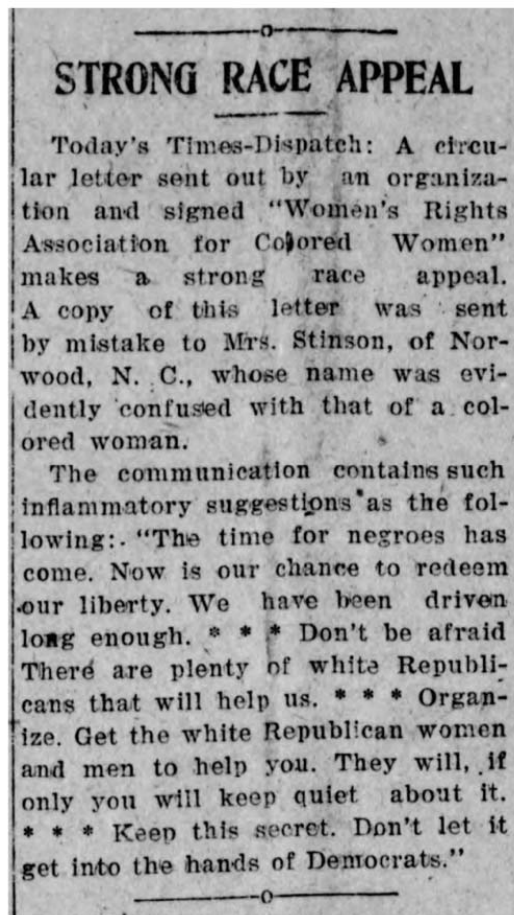 STRONG RACE APPEAL
Today's Times-Dispatch: A circu-
lar letter sent out by an organiza-
tion and signed "Women's Rights
Association for Colored Women"
makes a strong race appeal.
A copy of this letter was sent
by mistake to Mrs. Stinson, of Nor-
wood, N. C., whose name was evi-
dently confused with that of a col-
ored woman.
The communication contains such
inflammatory suggestions as the fol-
lowing: "The time for negroes has
come. Now is our chance to redeem
our liberty. We have been driven
long enough. * * * Don't be afraid
There are plenty of white Republi-
cans that will help us. * * * Organ-
ize. Get the white Republican women
and men to help you. They will, if
only you will keep quiet about it.
* * * Keep this secret. Don't let it
get into the hands of Democrats."